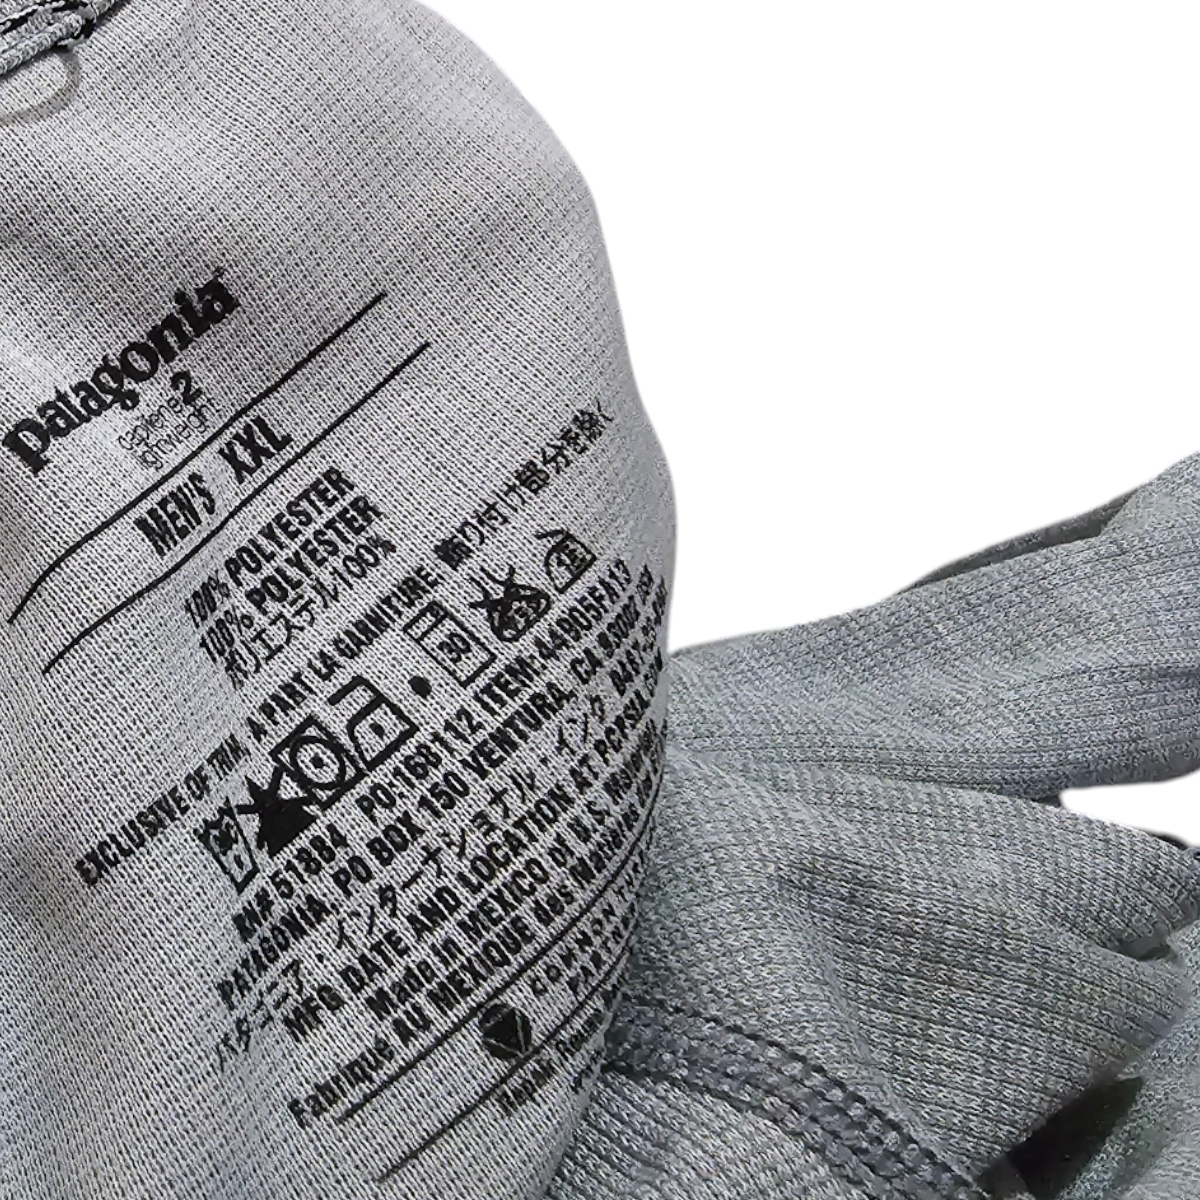 patagonia
capilene 2
lightweight
MEN'S XXL
100% POLYESTER
100% POLYESTER
ポリエステル100%
EXCLUSIVE OF TRIM, A PART LA GARNITURE, 飾り付け部分を除く
30
RN# 51884 PO:168112 ITEM:44905FA13
PATAGONIA, PO BOX 150 VENTURA, CA 93002
パタゴニア インターナショナル インク
MFG DATE AND LOCATION AT
Made in MEXICO of U.S.
Fabriqué AU MEXIQUE des
COMMON THREADS